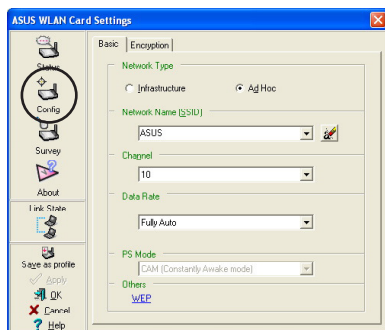 ASUS WLAN Card Settings
Status
Config
Survey
About
Link State
Save as profile
Apply
OK
Cancel
Help
Basic
Encryption
Network Type
Infrastructure
Ad Hoc
Network Name (SSID)
ASUS
Channel
10
Data Rate
Fully Auto
PS Mode
CAM (Constantly Awake mode)
Others
WEP